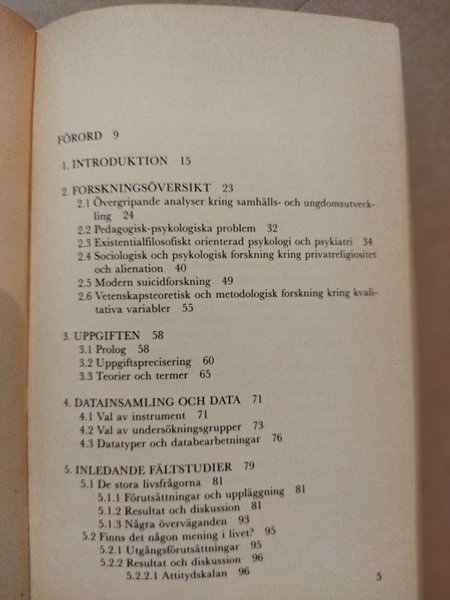 FÖRORD 9
1. INTRODUKTION 15
2. FORSKNINGSÖVERSIKT 23
2.1 Övergripande analyser kring samhälls- och ungdomsutveck-
ling 24
2.2 Pedagogisk-psykologiska problem 32
2.3 Existentialfilosofiskt orienterad psykologi och psykiatri 34
2.4 Sociologisk och psykologisk forskning kring privatreligiositet
och alienation 40
2.5 Modern suicidforskning 49
2.6 Vetenskapsteoretisk och metodologisk forskning kring kvali-
tativa variabler 55
3. UPPGIFTEN 58
3.1 Prolog 58
3.2 Uppgiftsprecisering 60
3.3 Teorier och termer 65
4. DATAINSAMLING OCH DATA 71
4.1 Val av instrument 71
4.2 Val av undersökningsgrupper 73
4.3 Datatyper och databearbetningar 76
5. INLEDANDE FÄLTSTUDIER 79
5.1 De stora livsfrågorna 81
5.1.1 Förutsättningar och uppläggning 81
5.1.2 Resultat och diskussion 81
5.1.3 Några överväganden 93
5.2 Finns det någon mening i livet? 95
5.2.1 Utgångsförutsättningar 95
5.2.2 Resultat och diskussion 96
5.2.2.1 Attitydskalan 96
5